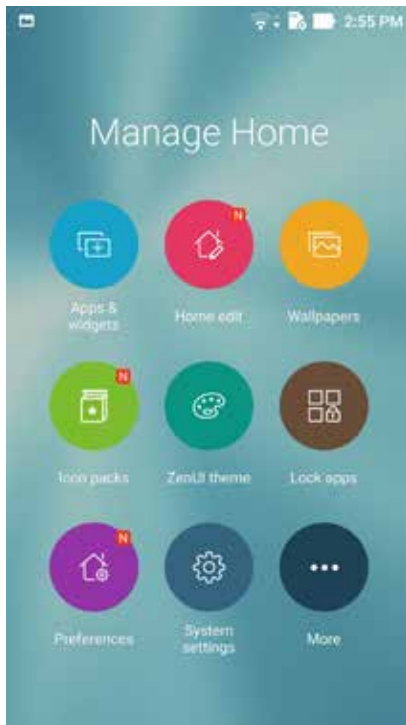 2:55 PM
Manage Home
N
Apps &
widgets
Home edit
Wallpapers
N
Icon packs
ZenUI theme
Lock apps
N
Preferences
System
settings
More